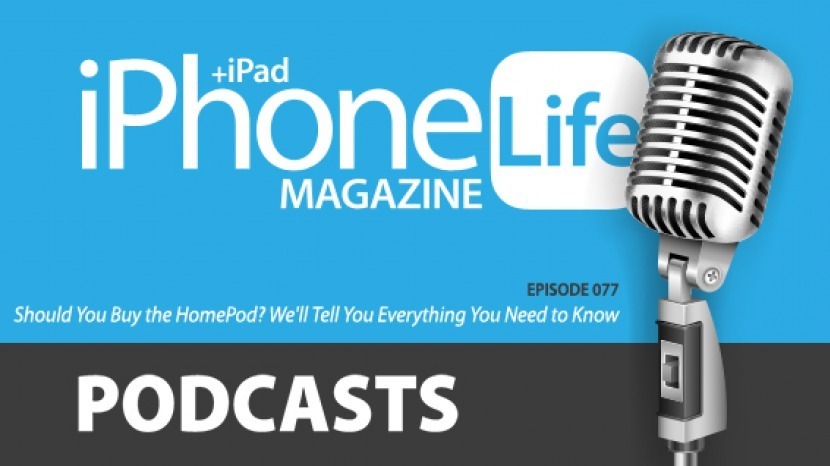 +iPad
iPhone Life
MAGAZINE
EPISODE 077
Should You Buy the HomePod? We'll Tell You Everything You Need to Know
PODCASTS